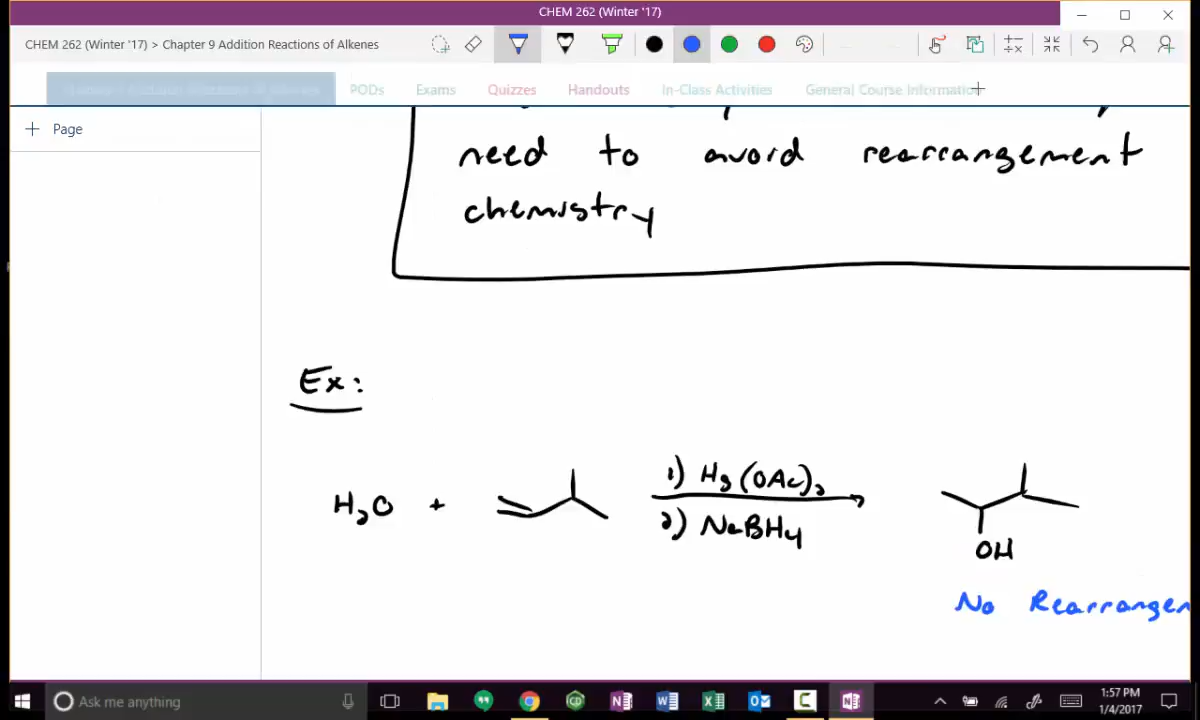 CHEM 262 (Winter '17)
CHEM 262 (Winter '17) > Chapter 9 Addition Reactions of Alkenes
PODs Exams Quizzes Handouts In-Class Activities General Course Information
Page
need to avoid rearrangement
chemistry
Ex:
H₂O + 1) Hg(OAc)₂
2) NaBH4
OH
No Rearrangem
Ask me anything
1:57 PM
1/4/2017